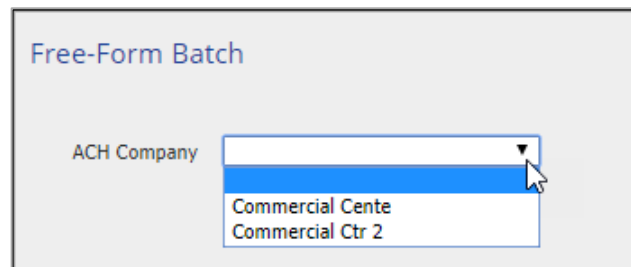 Free-Form Batch
ACH Company
Commercial Cente
Commercial Ctr 2